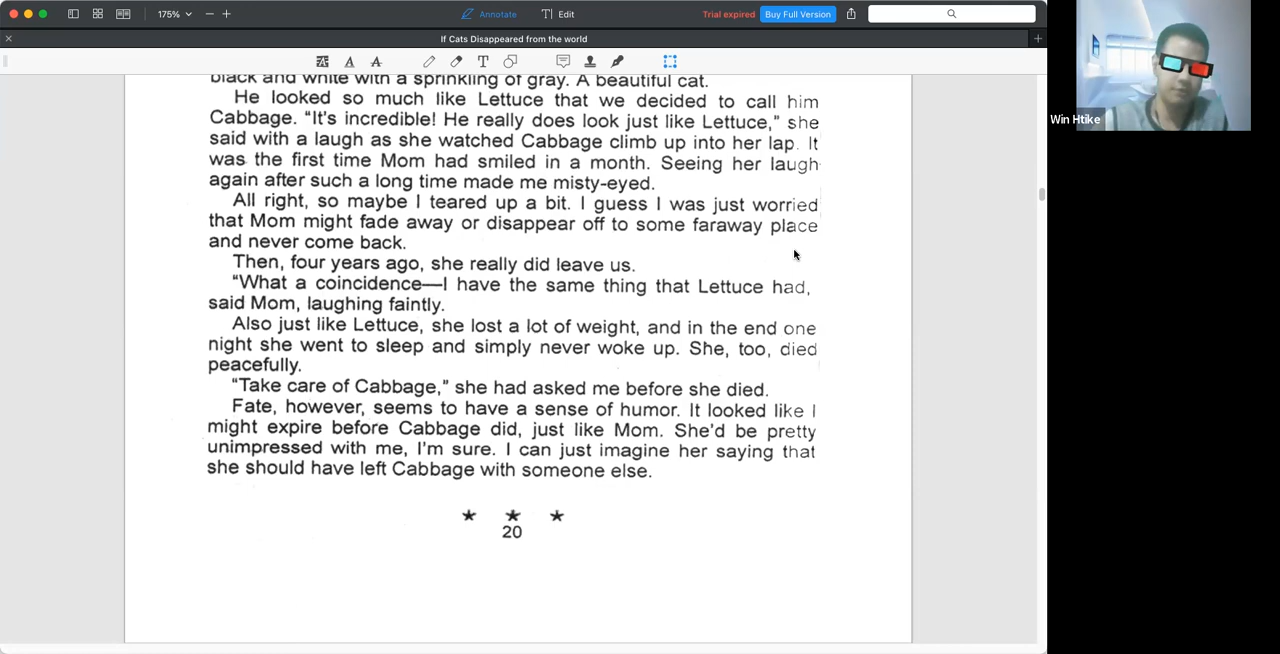 175%
Annotate
Edit
Trial expired
Buy Full Version
If Cats Disappeared from the world
black and white with a sprinkling of gray. A beautiful cat.
He looked so much like Lettuce that we decided to call him
Cabbage. "It's incredible! He really does look just like Lettuce," she
said with a laugh as she watched Cabbage climb up into her lap. It
was the first time Mom had smiled in a month. Seeing her laugh
again after such a long time made me misty-eyed.
All right, so maybe I teared up a bit. I guess I was just worried
that Mom might fade away or disappear off to some faraway place
and never come back.
Then, four years ago, she really did leave us.
"What a coincidence—I have the same thing that Lettuce had,
said Mom, laughing faintly.
Also just like Lettuce, she lost a lot of weight, and in the end one
night she went to sleep and simply never woke up. She, too, died
peacefully.
"Take care of Cabbage," she had asked me before she died.
Fate, however, seems to have a sense of humor. It looked like I
might expire before Cabbage did, just like Mom. She'd be pretty
unimpressed with me, I'm sure. I can just imagine her saying that
she should have left Cabbage with someone else.
★ ★ ★
20
Win Htike